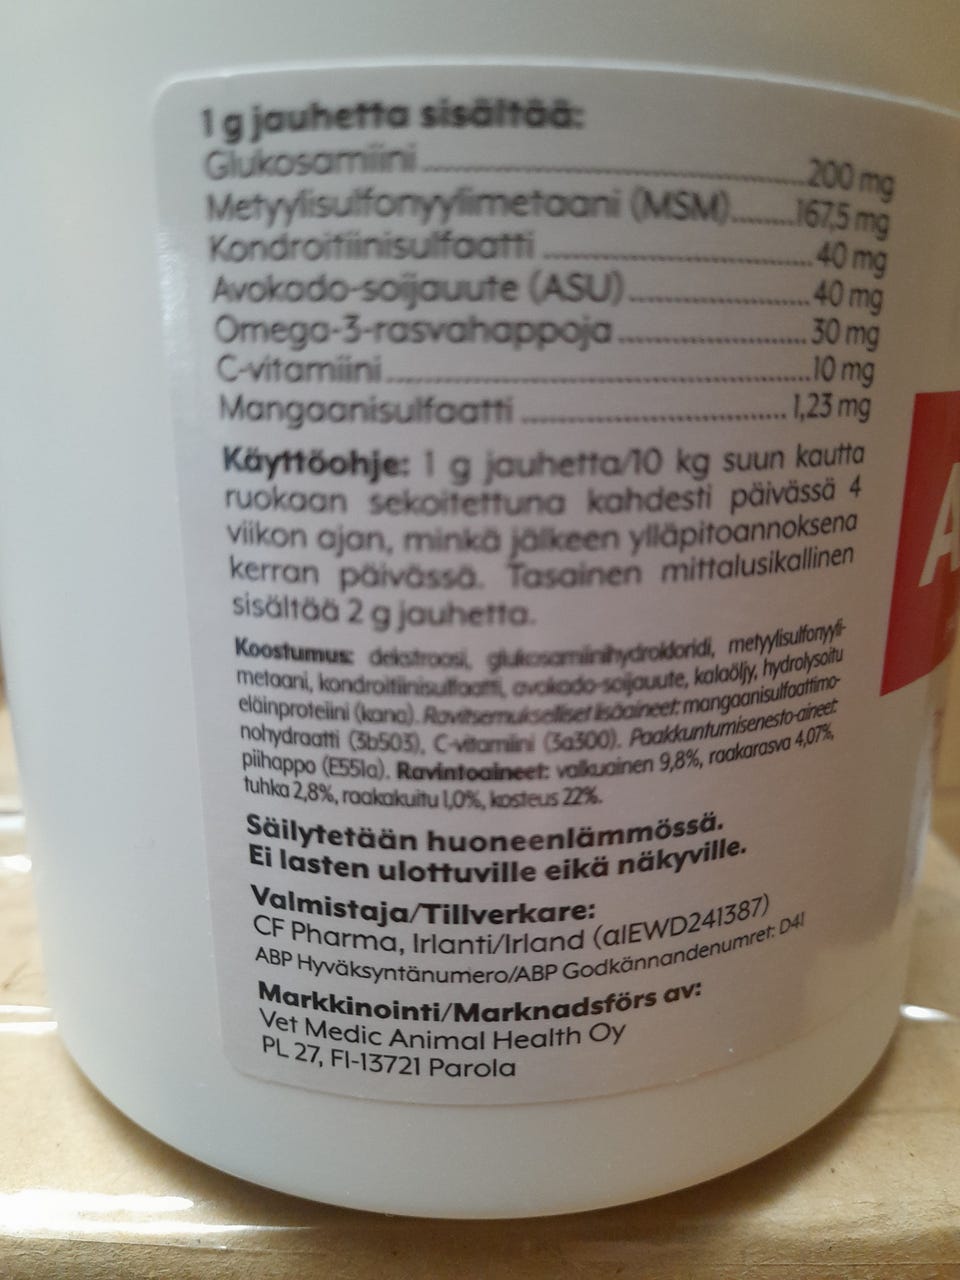 1 g jauhetta sisältää:
Glukosamiini 200 mg
Metyylisulfonyylimetaani (MSM) 167,5 mg
Kondroitiinisulfaatti 40 mg
Avokado-soijauute (ASU) 40 mg
Omega-3-rasvahappoja 30 mg
C-vitamiini 10 mg
Mangaanisulfaatti 1,23 mg
Käyttöohje: 1 g jauhetta/10 kg suun kautta
ruokaan sekoitettuna kahdesti päivässä 4
viikon ajan, minkä jälkeen ylläpitoannoksena
kerran päivässä. Tasainen mittalusikallinen
sisältää 2 g jauhetta.
Koostumus: dekstroosi, glukosamiinihydrokloridi, metyylisulfonyyli-
metaani, kondroitiinisulfaatti, avokado-soijauute, kalaöljy, hydrolysoitu
eläinproteiini (kana). Ravitsemukselliset lisäaineet: mangaanisulfaattimo-
nohydraatti (3b503), C-vitamiini (3a300). Paakkuntumisenesto-aineet:
piihappo (E551a). Ravintoaineet: valkuainen 9,8%, raakarasva 4,07%,
tuhka 2,8%, raakakuitu 1,0%, kosteus 22%.
Säilytetään huoneenlämmössä.
Ei lasten ulottuville eikä näkyville.
Valmistaja/Tillverkare:
CF Pharma, Irlanti/Irland (alEWD241387)
ABP Hyväksyntänumero/ABP Godkännandenumret: D41
Markkinointi/Marknadsförs av:
Vet Medic Animal Health Oy
PL 27, FI-13721 Parola
A